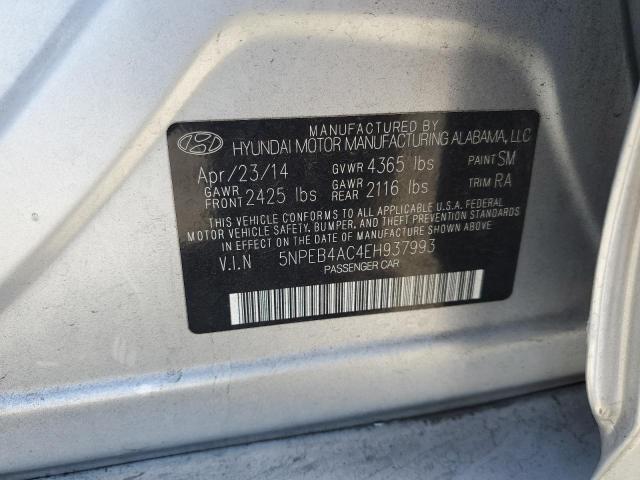 MANUFACTURED BY
HYUNDAI MOTOR MANUFACTURING ALABAMA, LLC
Apr/23/14 GVWR 4365 lbs PAINT SM
GAWR FRONT 2425 lbs GAWR REAR 2116 lbs TRIM RA
THIS VEHICLE CONFORMS TO ALL APPLICABLE U.S.A. FEDERAL
MOTOR VEHICLE SAFETY, BUMPER, AND THEFT PREVENTION STANDARDS
IN EFFECT ON THE DATE OF MANUFACTURE SHOWN ABOVE.
V.I.N 5NPEB4AC4EH937993
PASSENGER CAR